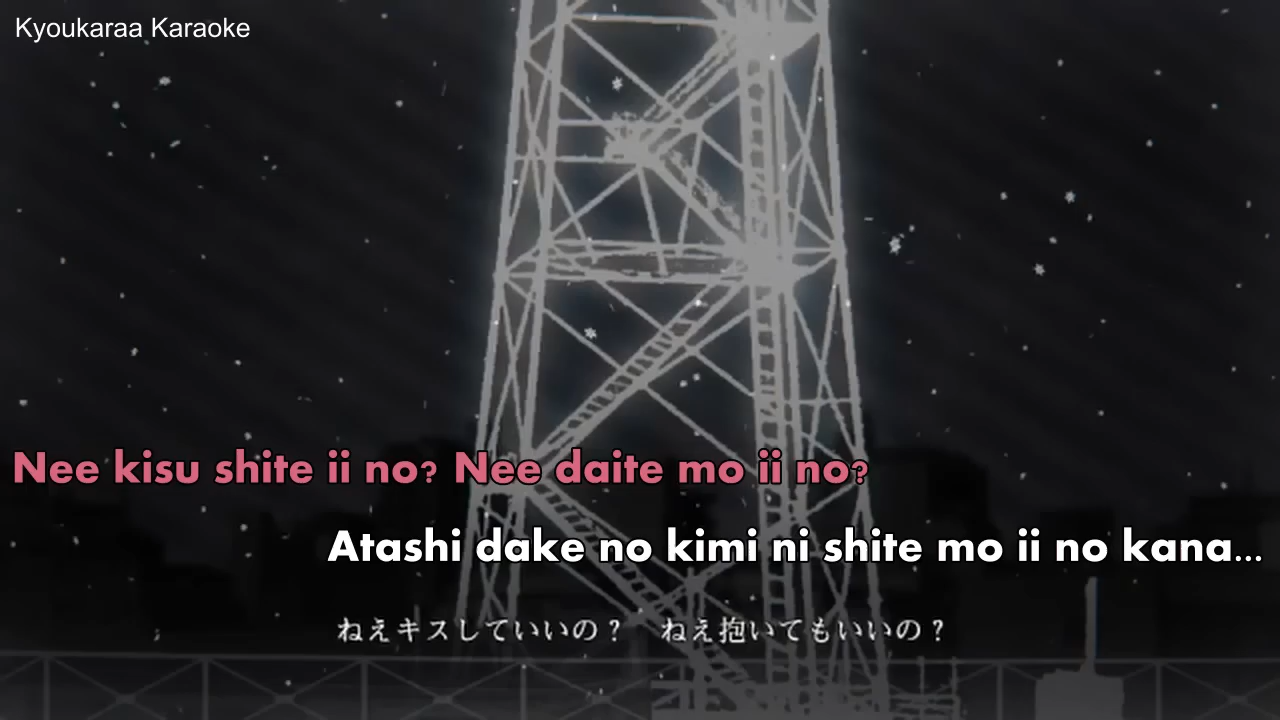 Kyoukaraa Karaoke
Nee kisu shite ii no? Nee daite mo ii no?
Atashi dake no kimi ni shite mo ii no kana...
ねえキスしていいの？　ねえ抱いてもいいの？